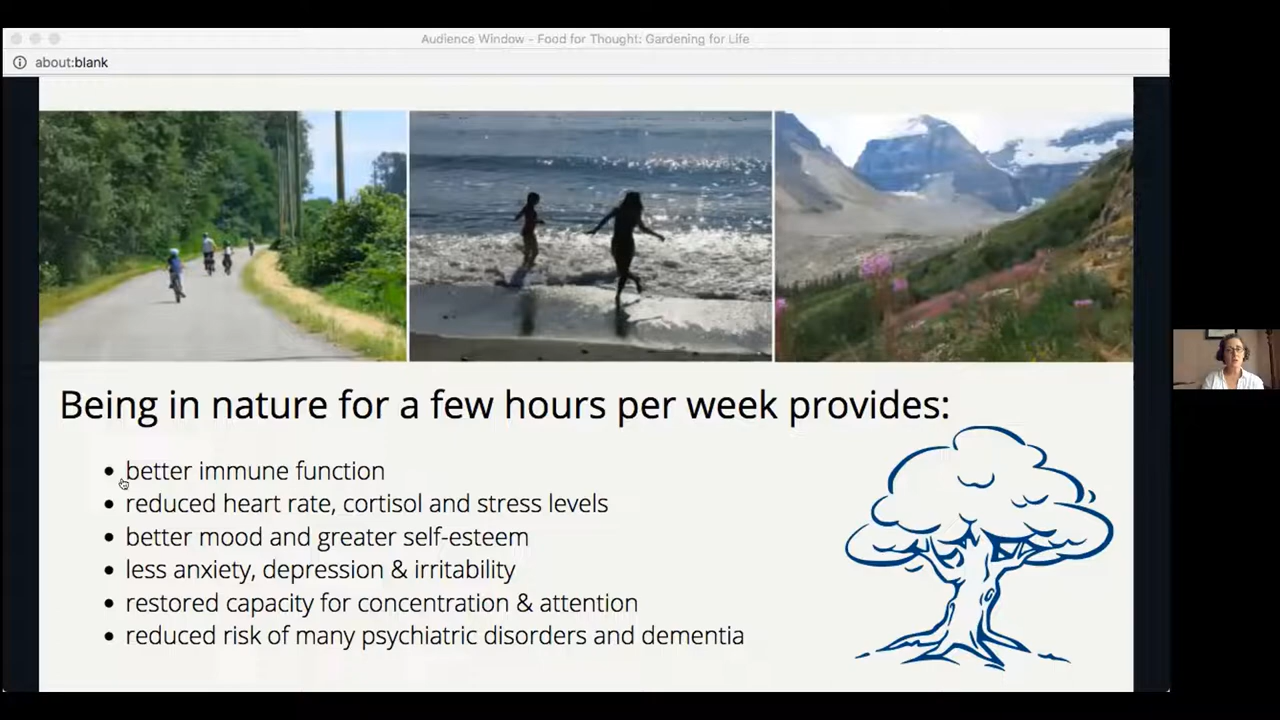 Audience Window - Food for Thought: Gardening for Life
about:blank
Being in nature for a few hours per week provides:
• better immune function
• reduced heart rate, cortisol and stress levels
• better mood and greater self-esteem
• less anxiety, depression & irritability
• restored capacity for concentration & attention
• reduced risk of many psychiatric disorders and dementia